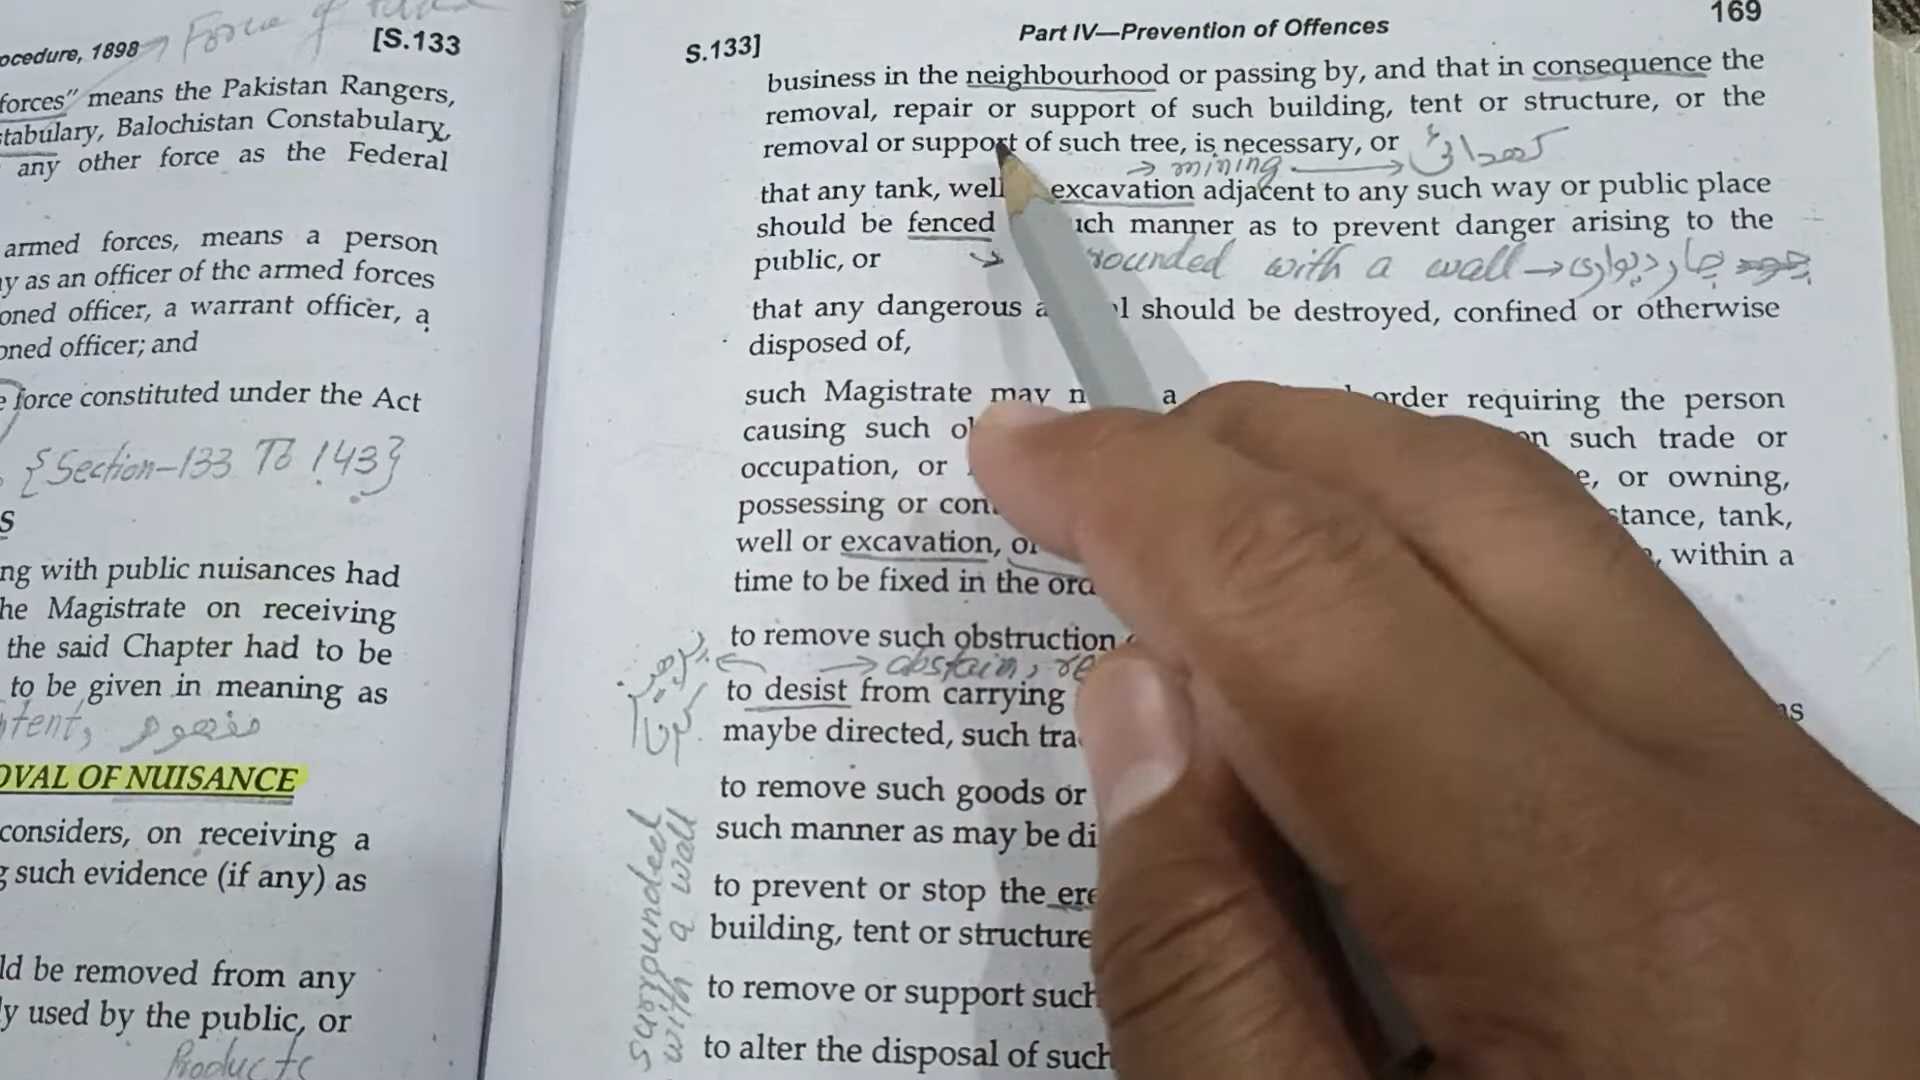 ocedure, 1898 → Force of
[S.133
forces" means the Pakistan Rangers,
stabulary, Balochistan Constabulary,
any other force as the Federal
armed forces, means a person
y as an officer of the armed forces
oned officer, a warrant officer, a
oned officer; and
force constituted under the Act
{Section-133 To 143}
S
ng with public nuisances had
he Magistrate on receiving
the said Chapter had to be
to be given in meaning as
tent, مفہوم
OVAL OF NUISANCE
considers, on receiving a
g such evidence (if any) as
ld be removed from any
y used by the public, or
Products
S.133]
Part IV—Prevention of Offences
169
business in the neighbourhood or passing by, and that in consequence the
removal, repair or support of such building, tent or structure, or the
removal or support of such tree, is necessary, or
→ mining → کھدائی
that any tank, well excavation adjacent to any such way or public place
should be fenced uch manner as to prevent danger arising to the
public, or → rounded with a wall → چار دیواری
that any dangerous a l should be destroyed, confined or otherwise
disposed of,
such Magistrate may a order requiring the person
causing such on such trade or
occupation, or e, or owning,
possessing or con stance, tank,
well or excavation, or within a
time to be fixed in the ord
to remove such obstruction
→ abstain, re
to desist from carrying
maybe directed, such tra as
to remove such goods or
such manner as may be di
to prevent or stop the ere
building, tent or structure
to remove or support such
to alter the disposal of such
پرہیز کرنا
surrounded
with a wall